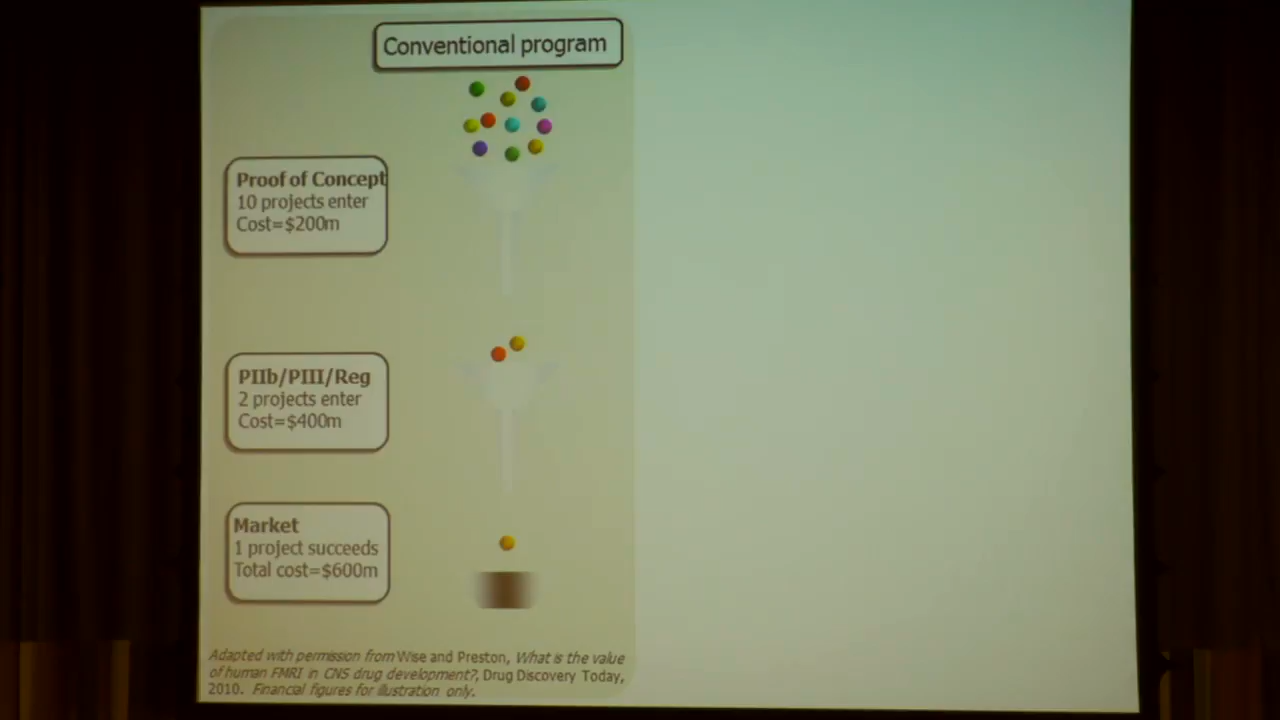 Conventional program
Proof of Concept
10 projects enter
Cost=$200m
PIIb/PIII/Reg
2 projects enter
Cost=$400m
Market
1 project succeeds
Total cost=$600m
Adapted with permission from Wise and Preston, What is the value
of human FMRI in CNS drug development?, Drug Discovery Today,
2010. Financial figures for illustration only.